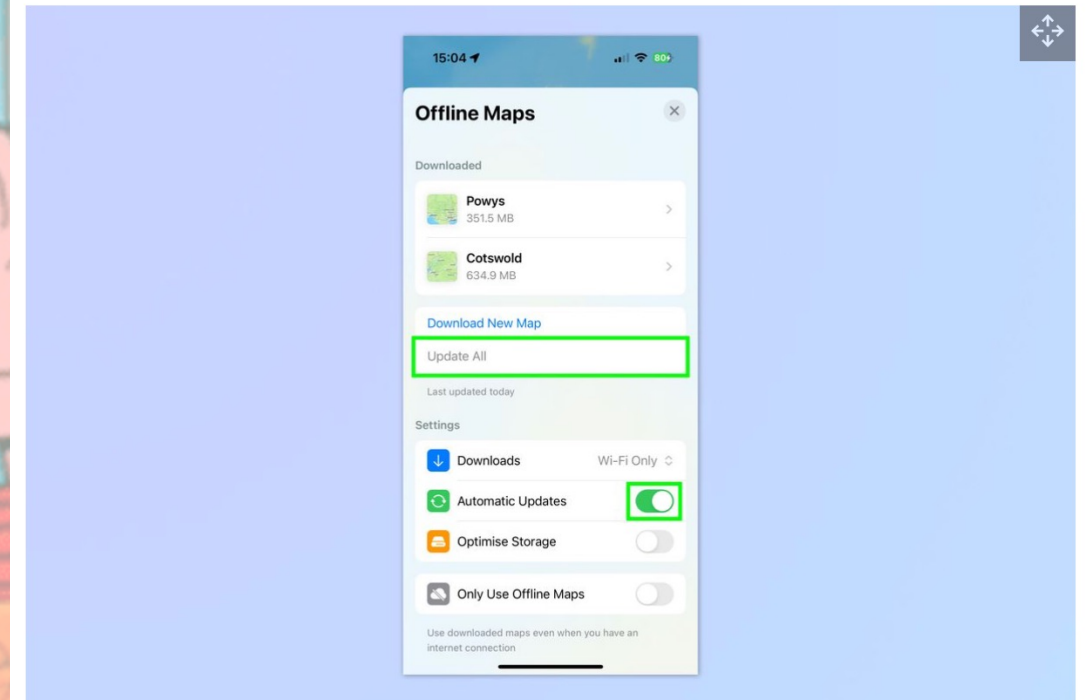 15:04
80
Offline Maps
Downloaded
Powys
351.5 MB
Cotswold
634.9 MB
Download New Map
Update All
Last updated today
Settings
Downloads Wi-Fi Only
Automatic Updates
Optimise Storage
Only Use Offline Maps
Use downloaded maps even when you have an
internet connection